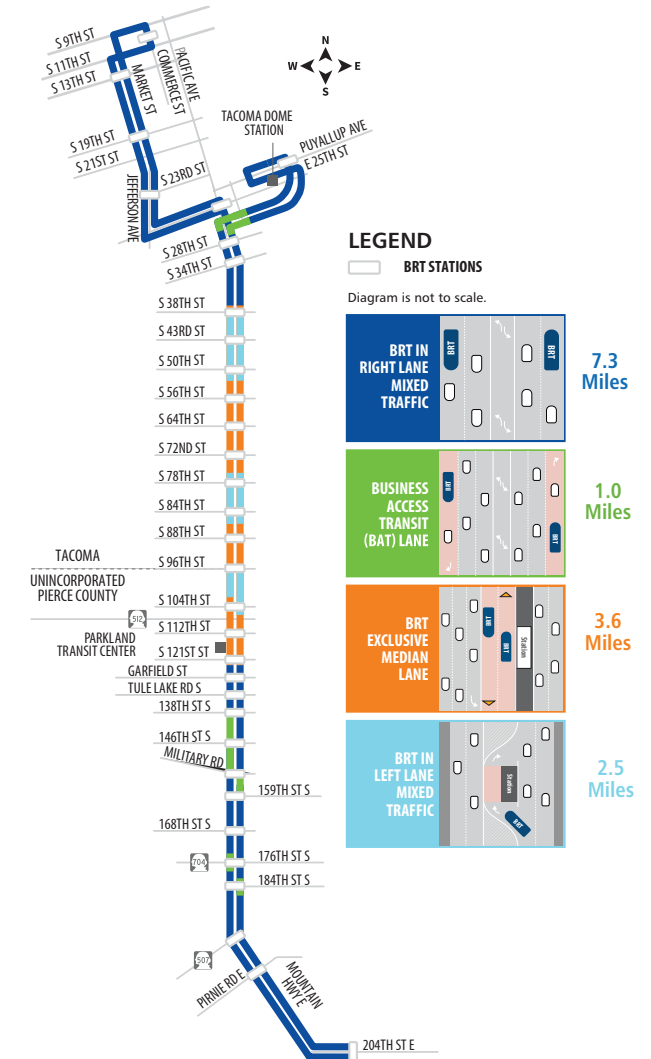 S 9TH ST
S 11TH ST
S 13TH ST
MARKET ST
COMMERCE ST
PACIFIC AVE
N
W
E
S
TACOMA DOME
STATION
PUYALLUP AVE
E 25TH ST
S 19TH ST
S 21ST ST
S 23RD ST
JEFFERSON AVE
S 28TH ST
S 34TH ST
S 38TH ST
S 43RD ST
S 50TH ST
S 56TH ST
S 64TH ST
S 72ND ST
S 78TH ST
S 84TH ST
S 88TH ST
TACOMA
S 96TH ST
UNINCORPORATED
PIERCE COUNTY
S 104TH ST
512
S 112TH ST
PARKLAND
TRANSIT CENTER
S 121ST ST
GARFIELD ST
TULE LAKE RD S
138TH ST S
146TH ST S
MILITARY RD
159TH ST S
168TH ST S
704
176TH ST S
184TH ST S
507
PIRNIE RD E
MOUNTAIN
HWY E
204TH ST E
LEGEND
BRT STATIONS
Diagram is not to scale.
BRT IN
RIGHT LANE
MIXED
TRAFFIC
BRT
BRT
7.3
Miles
BUSINESS
ACCESS
TRANSIT
(BAT) LANE
BRT
BRT
1.0
Miles
BRT
EXCLUSIVE
MEDIAN
LANE
BRT
BRT
Station
3.6
Miles
BRT IN
LEFT LANE
MIXED
TRAFFIC
Station
BRT
2.5
Miles